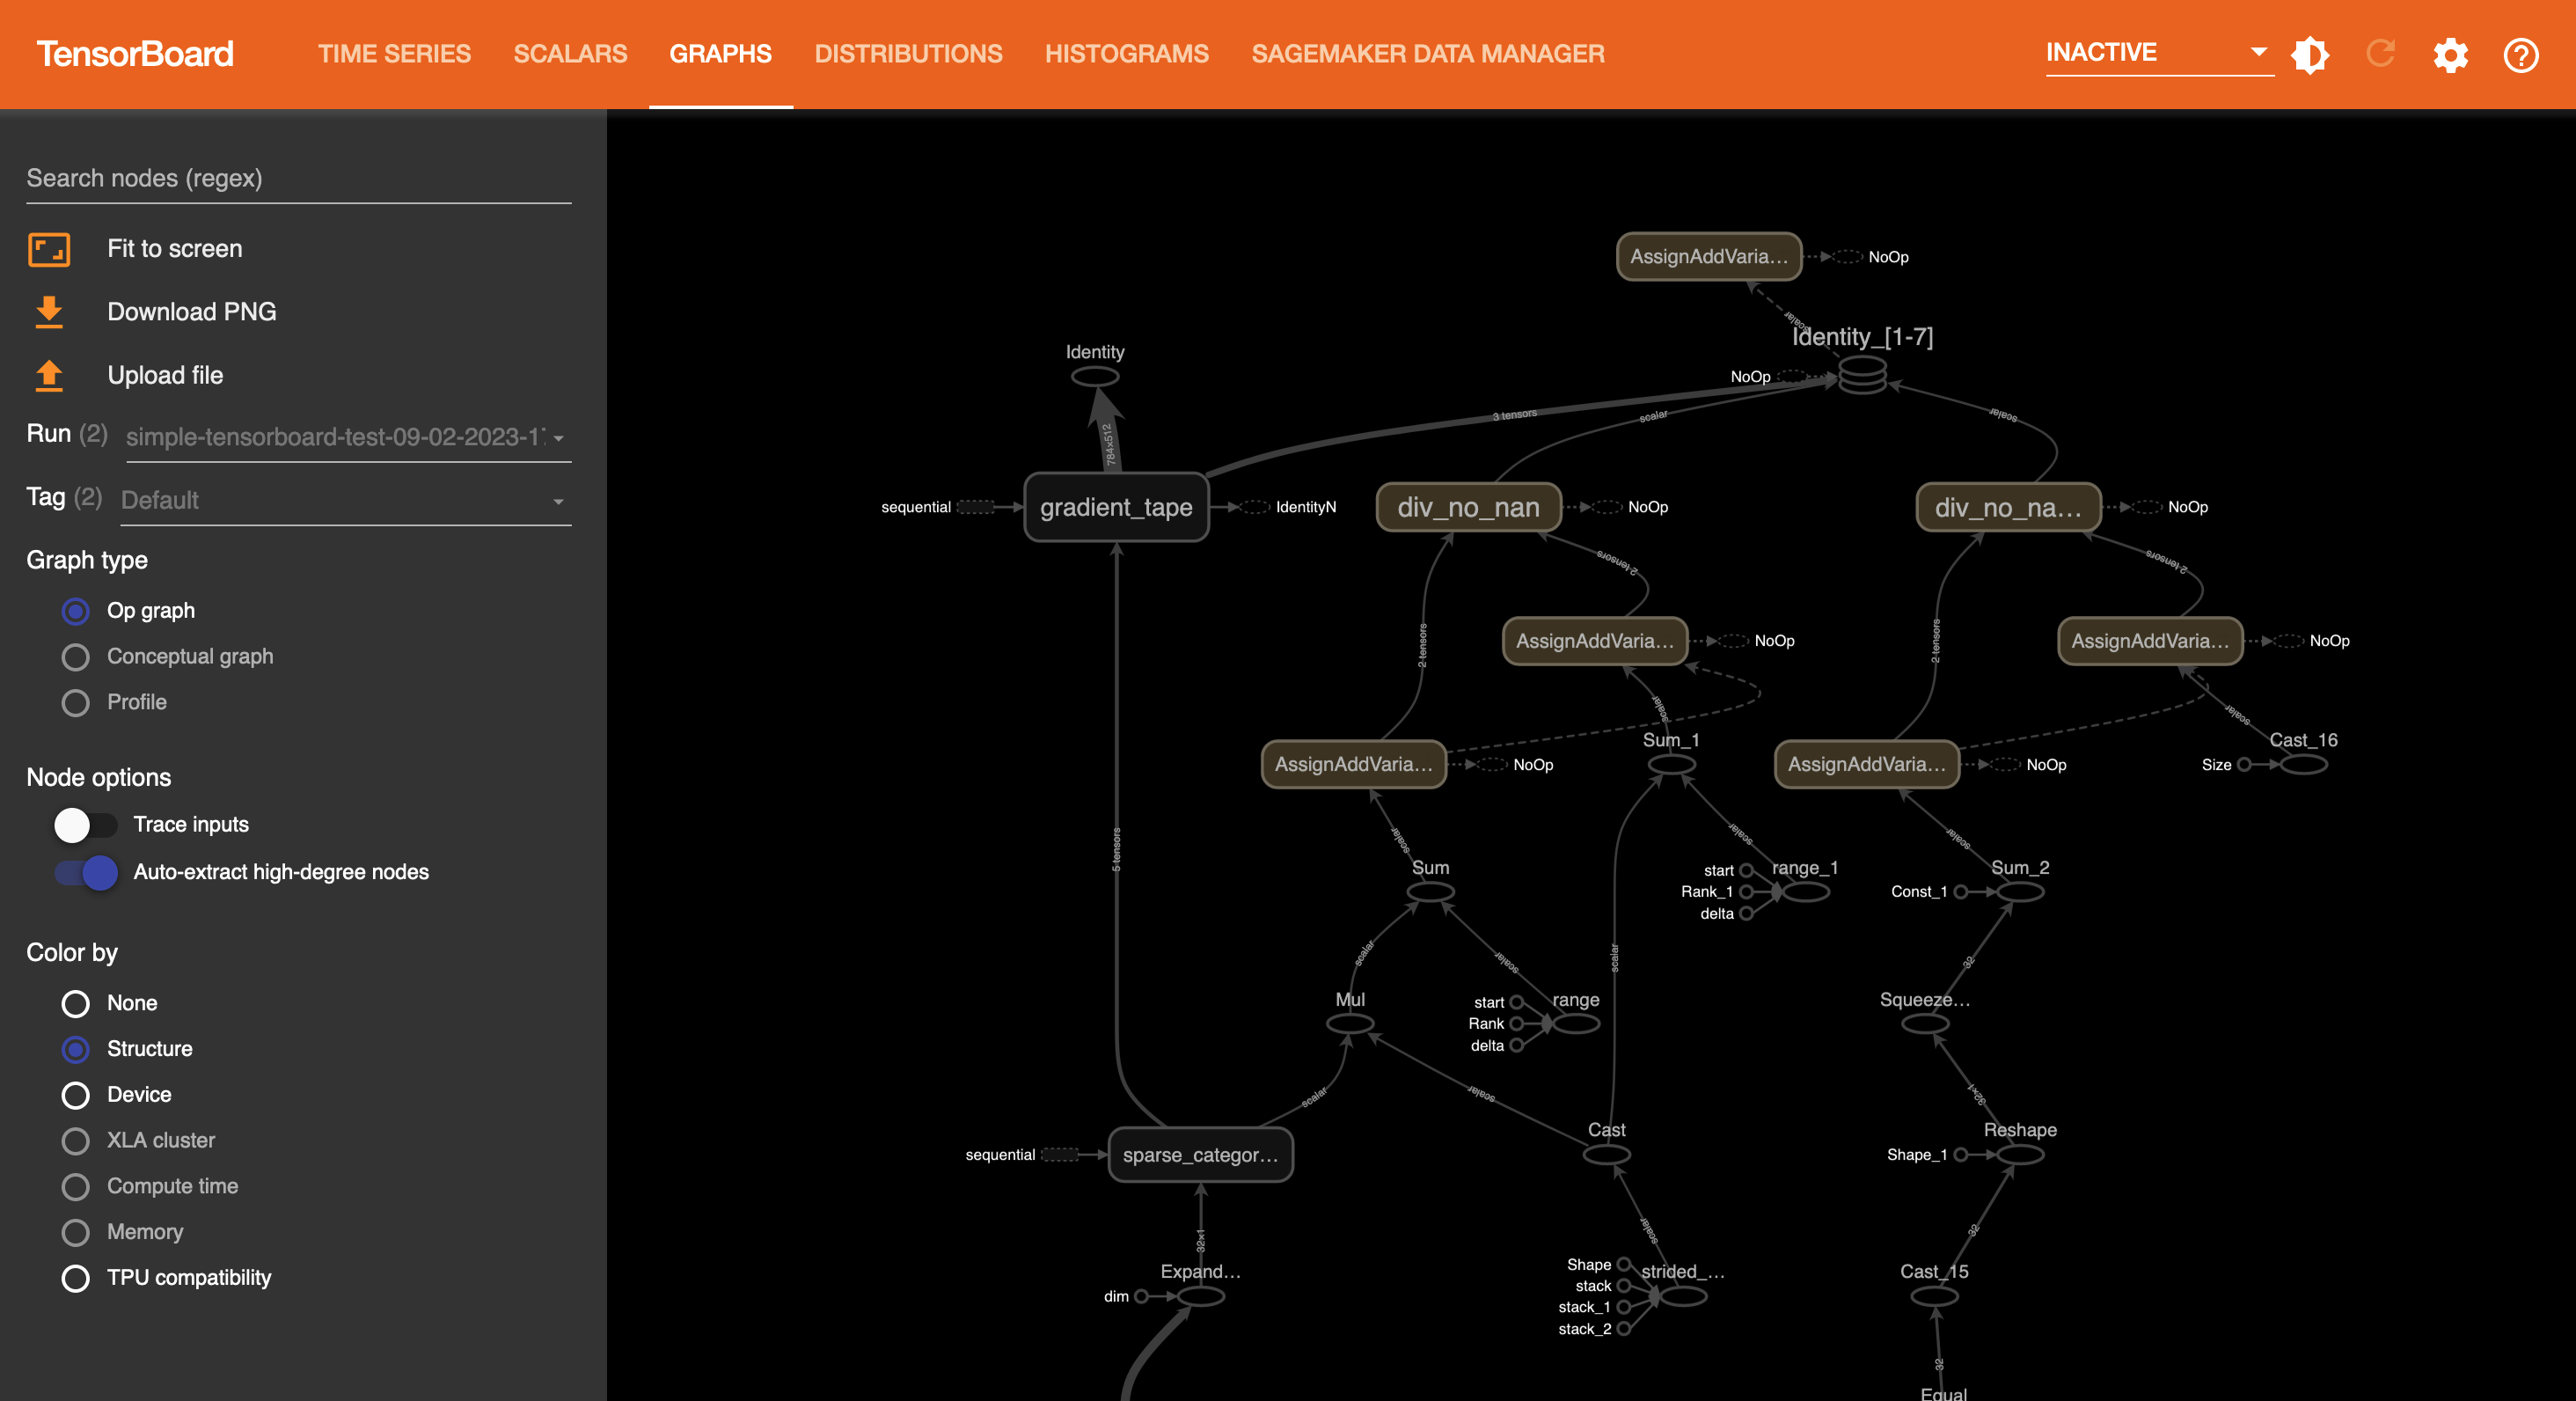 TensorBoard
TIME SERIES SCALARS GRAPHS DISTRIBUTIONS HISTOGRAMS SAGEMAKER DATA MANAGER
INACTIVE
Search nodes (regex)
Fit to screen
Download PNG
Upload file
Run (2) simple-tensorboard-test-09-02-2023-1
Tag (2) Default
Graph type
Op graph
Conceptual graph
Profile
Node options
Trace inputs
Auto-extract high-degree nodes
Color by
None
Structure
Device
XLA cluster
Compute time
Memory
TPU compatibility
AssignAddVaria… NoOp
scalar
Identity_[1-7]
Identity
NoOp
3 tensors scalar scalar
784×512
sequential gradient_tape IdentityN div_no_nan NoOp div_no_na… NoOp
2 tensors 2 tensors
2 tensors AssignAddVaria… NoOp 2 tensors AssignAddVaria… NoOp
scalar scalar
Sum_1 Cast_16
AssignAddVaria… NoOp AssignAddVaria… NoOp Size
5 tensors scalar scalar scalar
Sum start range_1 Sum_2
Rank_1 Const_1
delta
scalar scalar scalar 32
Mul start range Squeeze…
Rank
delta
scalar scalar 32×1
Cast Reshape
sequential sparse_categor… Shape_1
32×1 scalar 32
Expand… Shape strided_… Cast_15
dim stack
stack_1
stack_2
32
Equal